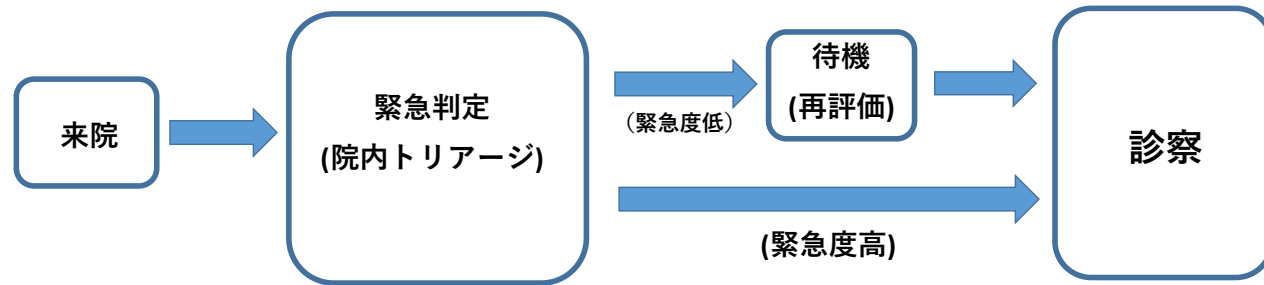 来院
緊急判定
(院内トリアージ)
（緊急度低）
待機
(再評価)
(緊急度高)
診察